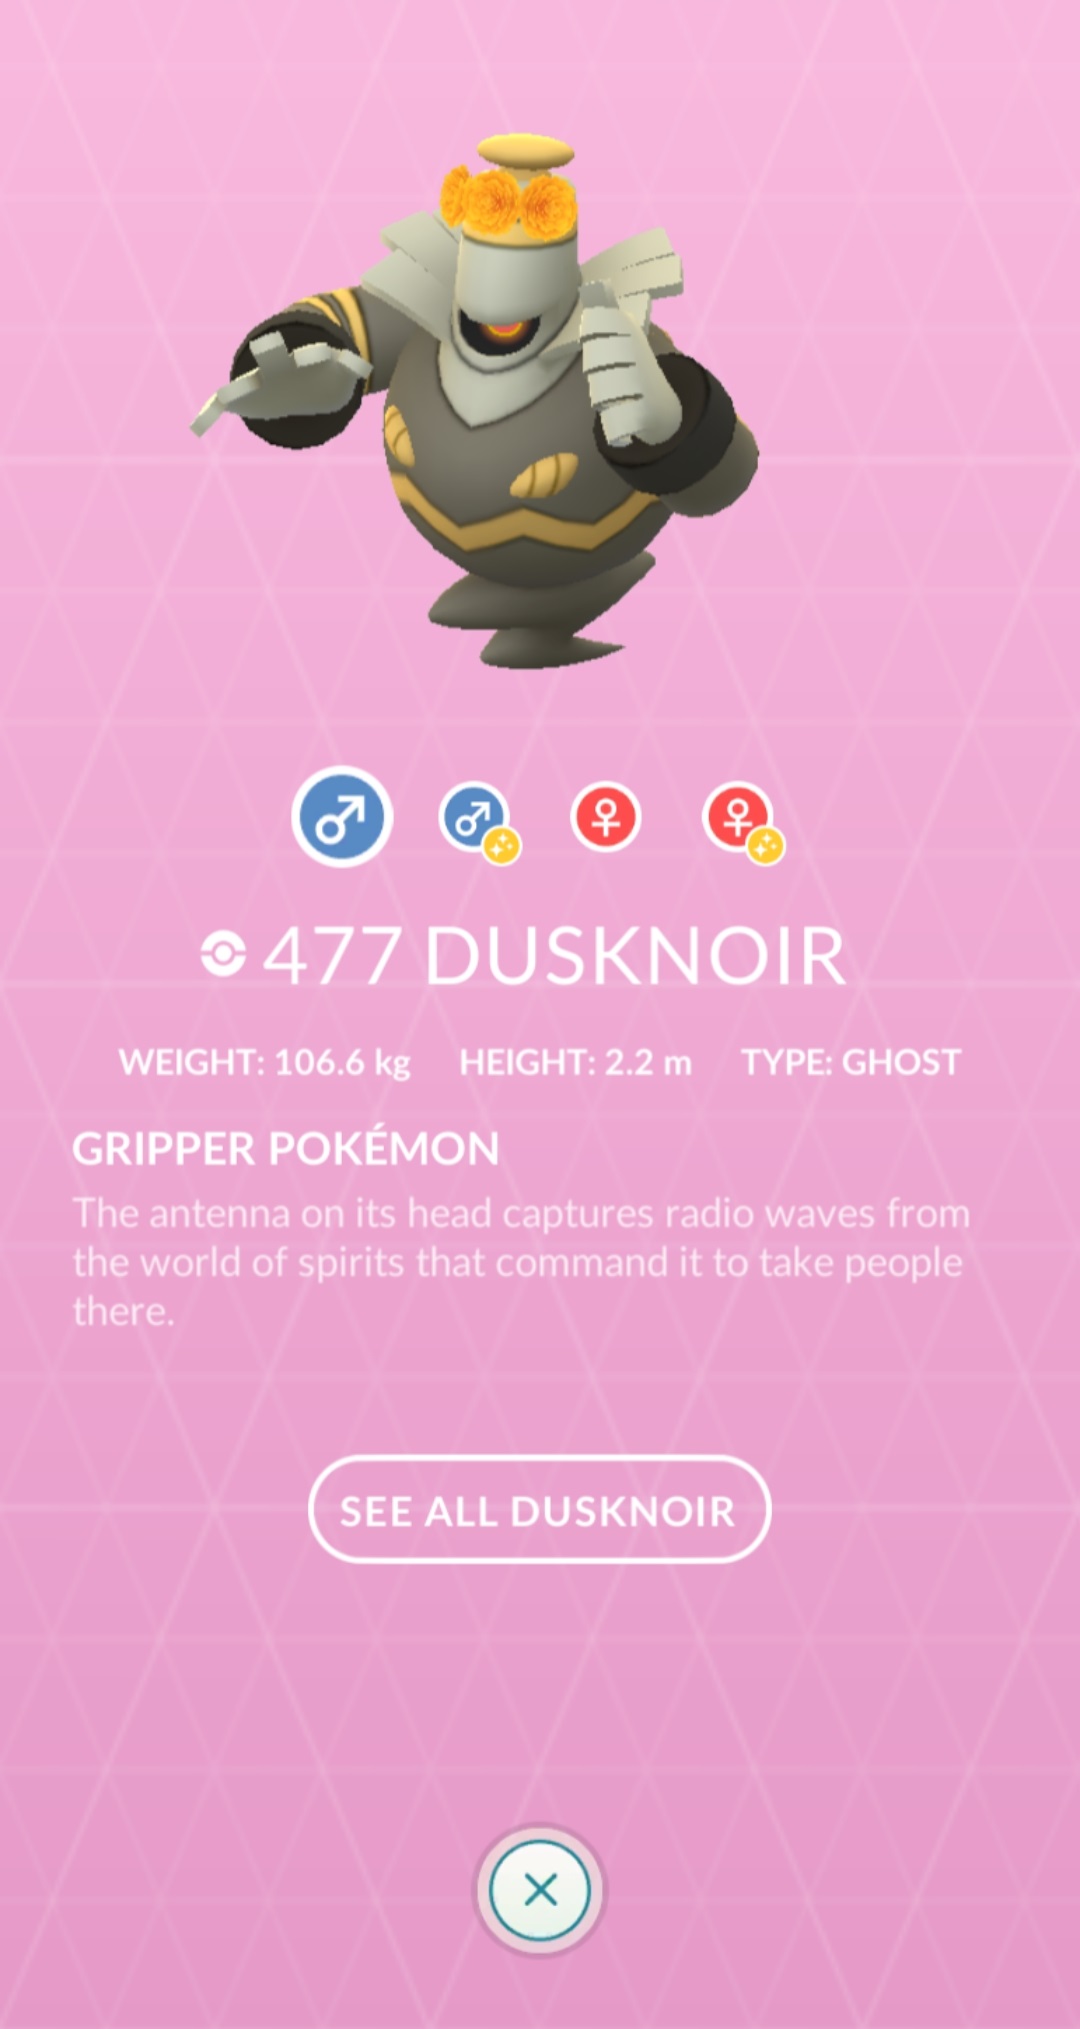 477 DUSKNOIR
WEIGHT: 106.6 kg HEIGHT: 2.2 m TYPE: GHOST
GRIPPER POKÉMON
The antenna on its head captures radio waves from
the world of spirits that command it to take people
there.
SEE ALL DUSKNOIR